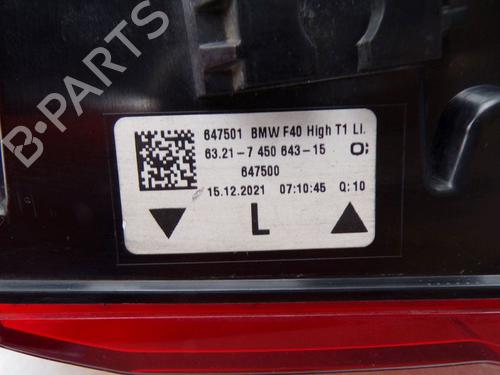 647501 BMW F40 High T1 LI.
63.21-7 450 643-15
647500
15.12.2021 07:10:45 Q:10
L
B-PARTS